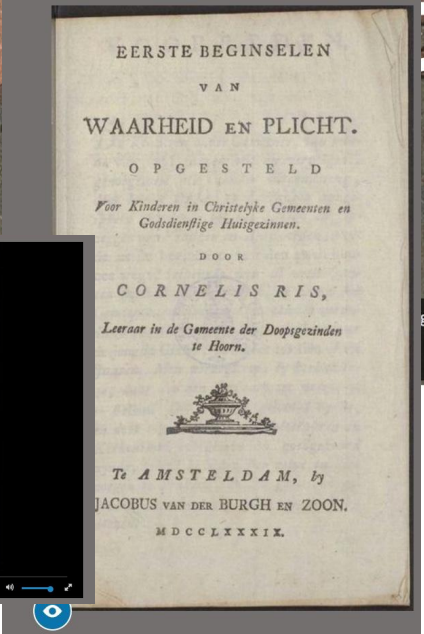 EERSTE BEGINSELEN
VAN
WAARHEID EN PLICHT.
OPGESTELD
Voor Kinderen in Christelyke Gemeenten en
Godsdienſtige Huisgezinnen.
DOOR
CORNELIS RIS,
Leeraar in de Gemeente der Doopsgezinden
te Hoorn.
Te AMSTELDAM, by
JACOBUS VAN DER BURGH EN ZOON.
MDCCLXXXIX.